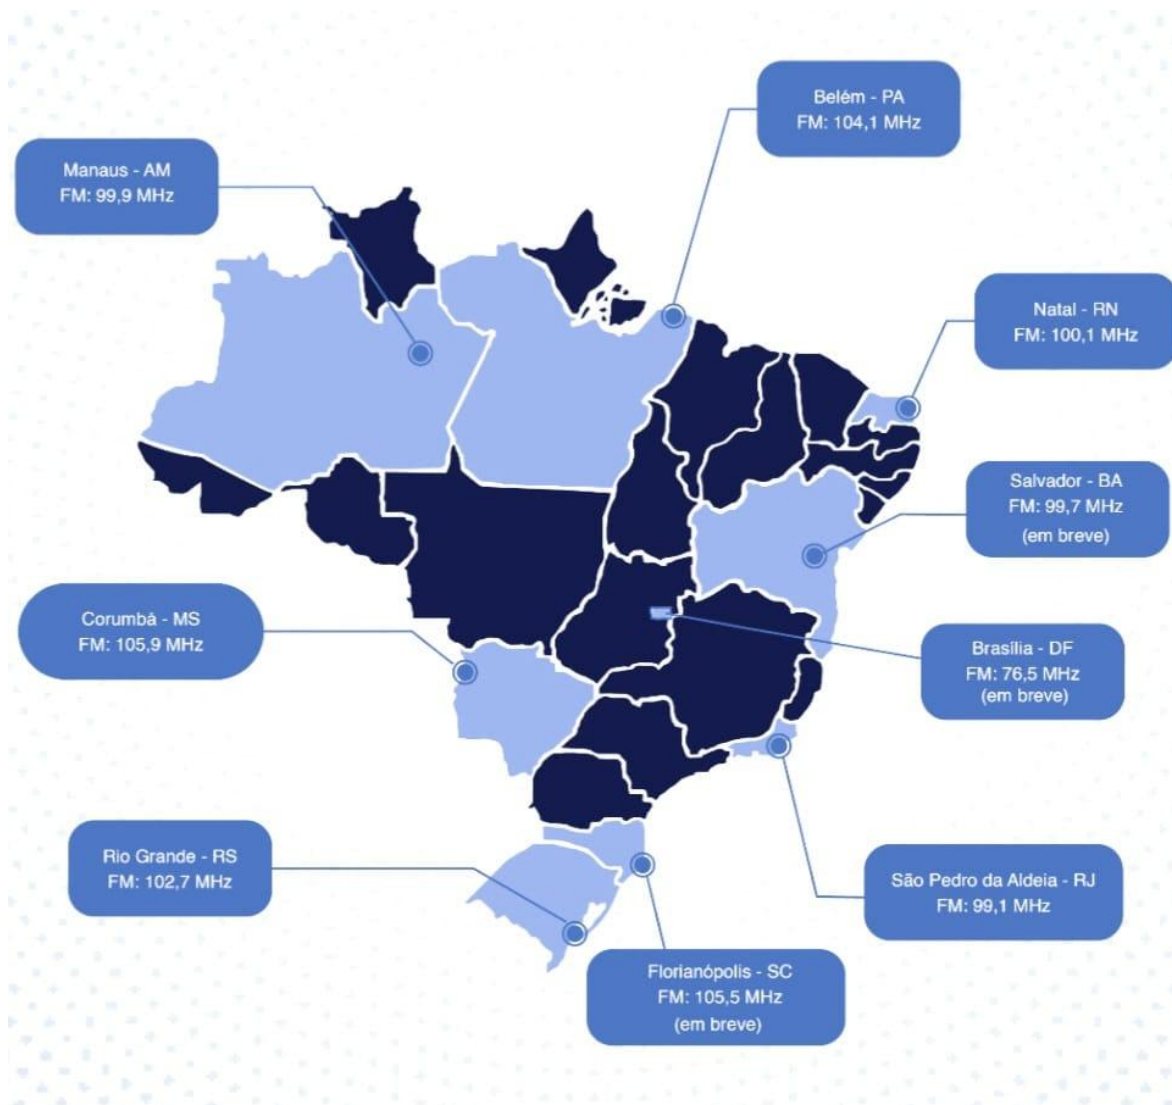 Belém - PA
FM: 104,1 MHz
Manaus - AM
FM: 99,9 MHz
Natal - RN
FM: 100,1 MHz
Salvador - BA
FM: 99,7 MHz
(em breve)
Corumbá - MS
FM: 105,9 MHz
Brasília - DF
FM: 76,5 MHz
(em breve)
Rio Grande - RS
FM: 102,7 MHz
São Pedro da Aldeia - RJ
FM: 99,1 MHz
Florianópolis - SC
FM: 105,5 MHz
(em breve)